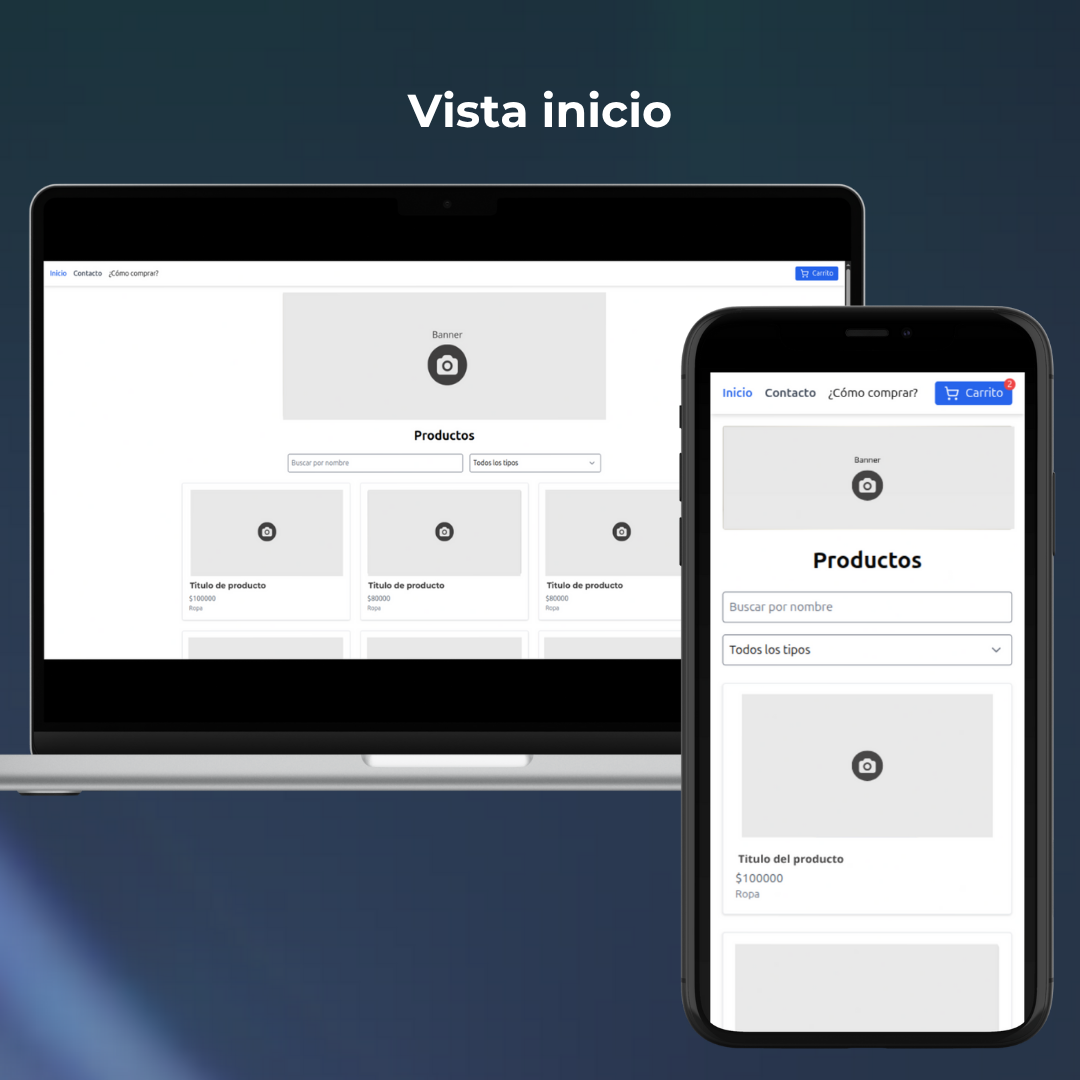 Vista inicio
Inicio Contacto ¿Cómo comprar? Carrito
Banner
Productos
Buscar por nombre Todos los tipos
Titulo de producto Titulo de producto Titulo de producto
$100000 $80000 $80000
Ropa Ropa Ropa
Inicio Contacto ¿Cómo comprar? Carrito 2
Banner
Productos
Buscar por nombre
Todos los tipos
Titulo del producto
$100000
Ropa